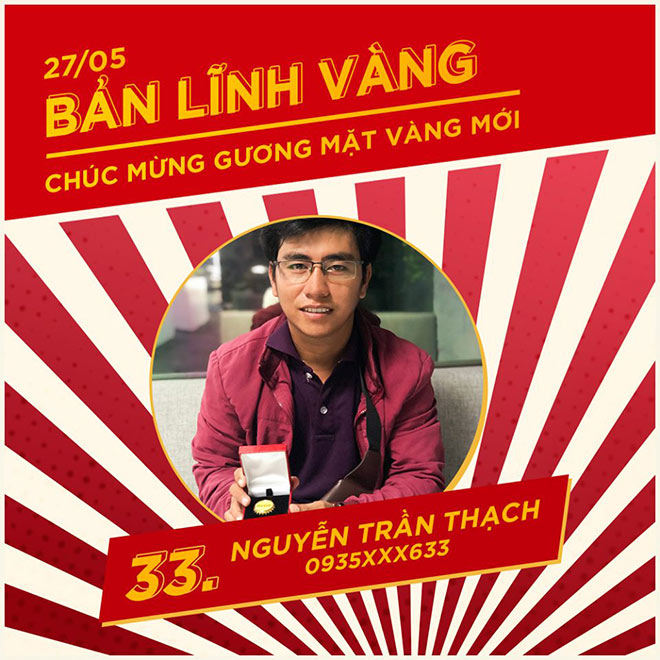 27/05
BẢN LĨNH VÀNG
CHÚC MỪNG GƯƠNG MẶT VÀNG MỚI
33.
NGUYỄN TRẦN THẠCH
0935XXX633